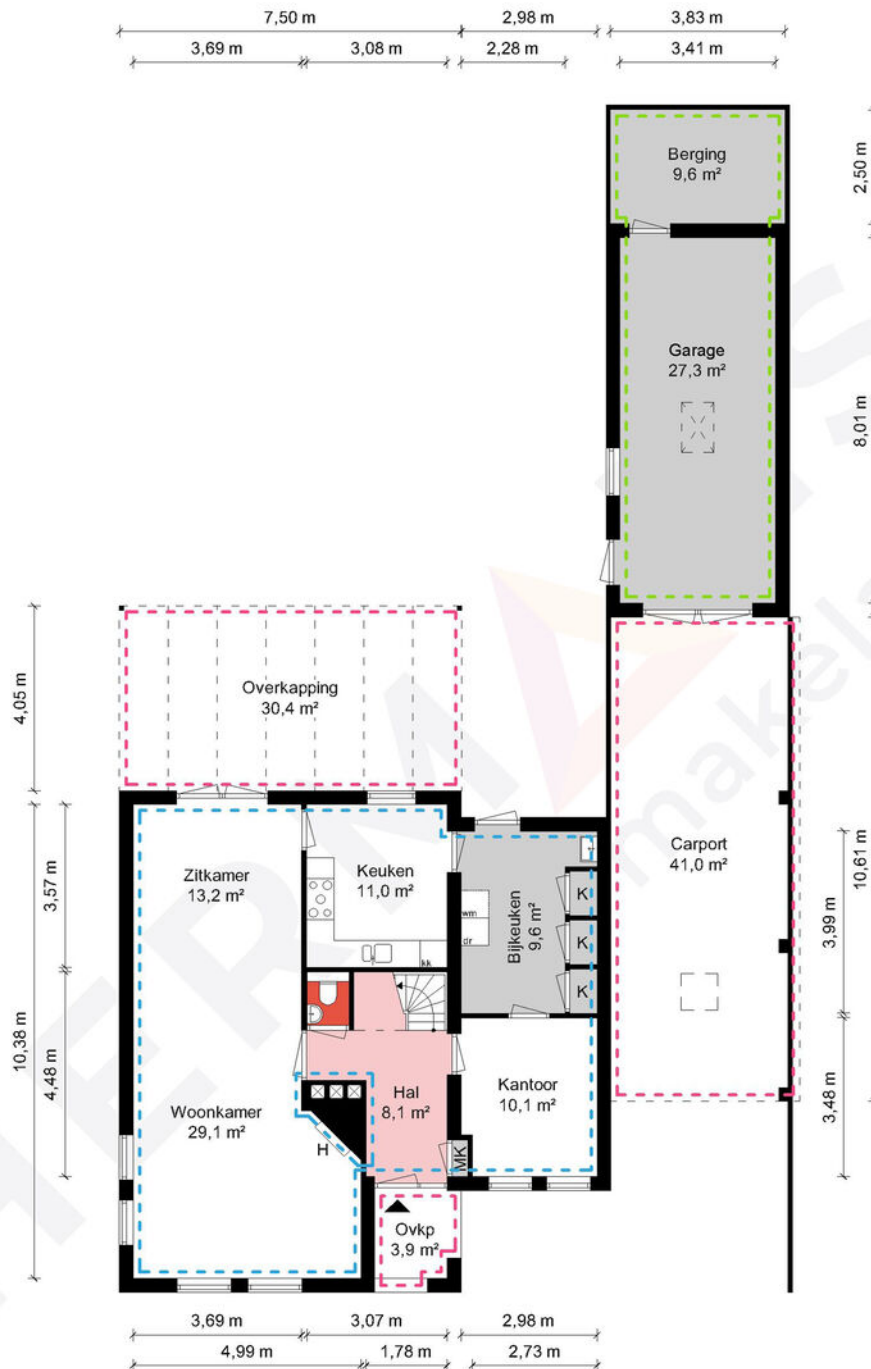 7,50 m
2,98 m
3,83 m
3,69 m
3,08 m
2,28 m
3,41 m
Berging
9,6 m²
2,50 m
Garage
27,3 m²
8,01 m
Overkapping
30,4 m²
4,05 m
Zitkamer
13,2 m²
Keuken
11,0 m²
kk
3,57 m
Bijkeuken
9,6 m²
wm
dr
K
K
K
Carport
41,0 m²
10,61 m
3,99 m
10,38 m
4,48 m
Woonkamer
29,1 m²
H
Hal
8,1 m²
Kantoor
10,1 m²
MK
3,48 m
Ovkp
3,9 m²
3,69 m
3,07 m
2,98 m
4,99 m
1,78 m
2,73 m